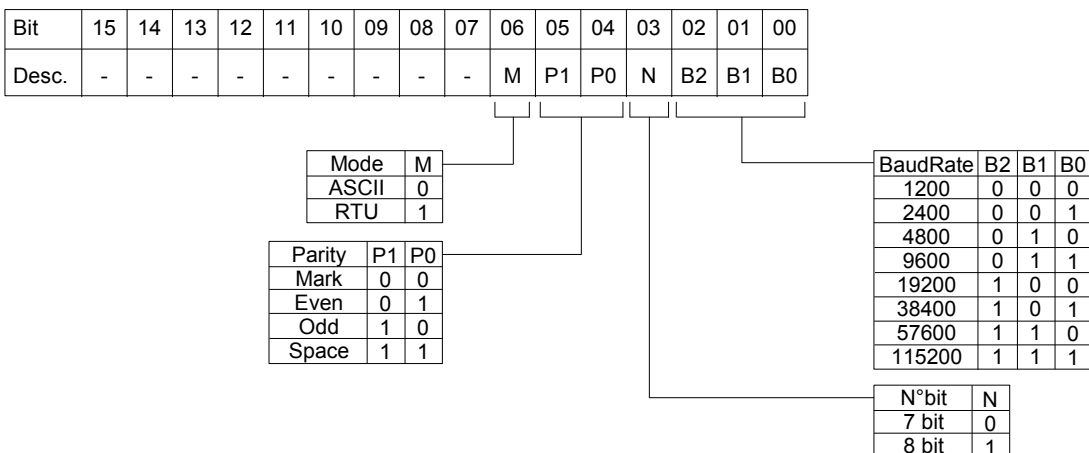 Bit 15 14 13 12 11 10 09 08 07 06 05 04 03 02 01 00
Desc. - - - - - - - - - M P1 P0 N B2 B1 B0
Mode M
ASCII 0
RTU 1
Parity P1 P0
Mark 0 0
Even 0 1
Odd 1 0
Space 1 1
BaudRate B2 B1 B0
1200 0 0 0
2400 0 0 1
4800 0 1 0
9600 0 1 1
19200 1 0 0
38400 1 0 1
57600 1 1 0
115200 1 1 1
N°bit N
7 bit 0
8 bit 1